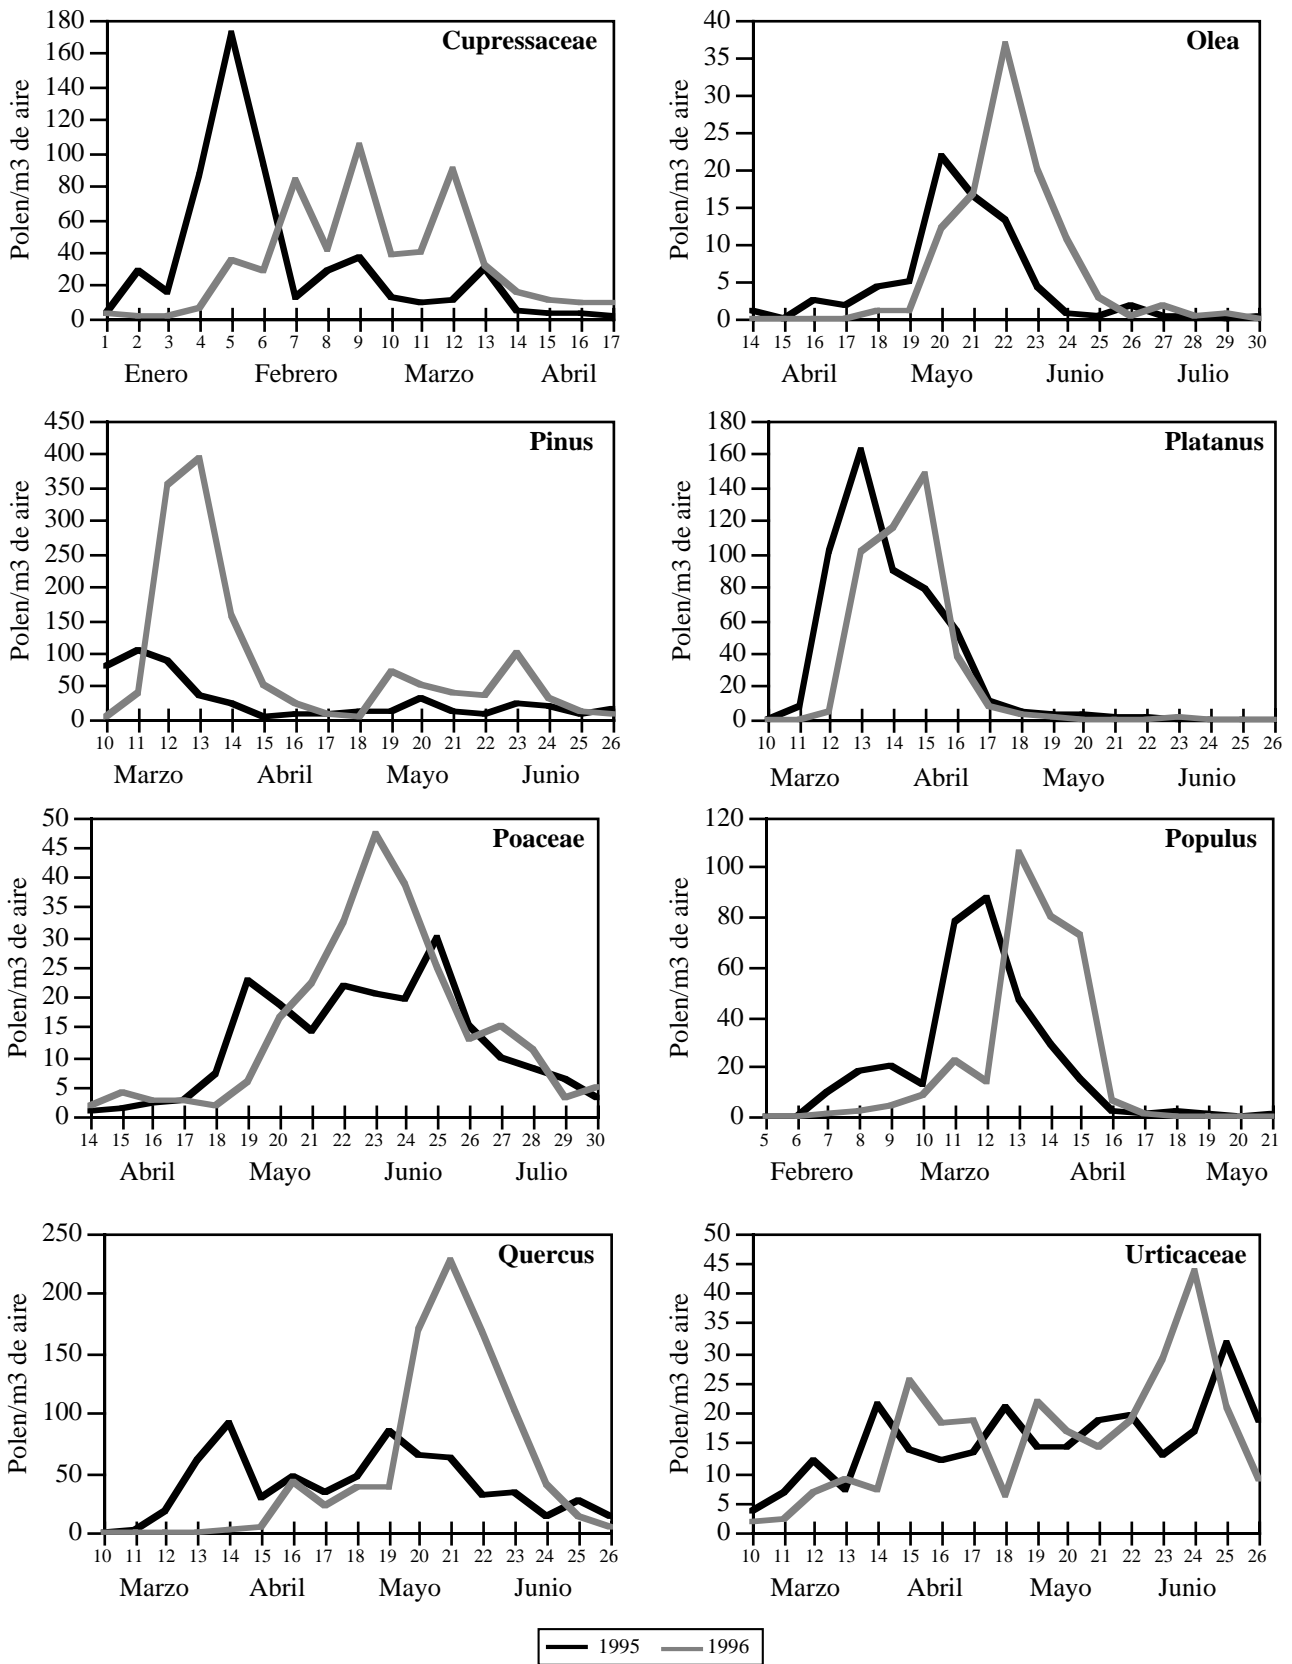 Cupressaceae
Polen/m3 de aire
180
160
140
120
100
80
60
40
20
0
1 2 3 4 5 6 7 8 9 10 11 12 13 14 15 16 17
Enero Febrero Marzo Abril
Olea
Polen/m3 de aire
40
35
30
25
20
15
10
5
0
14 15 16 17 18 19 20 21 22 23 24 25 26 27 28 29 30
Abril Mayo Junio Julio
Pinus
Polen/m3 de aire
450
400
350
300
250
200
150
100
50
0
10 11 12 13 14 15 16 17 18 19 20 21 22 23 24 25 26
Marzo Abril Mayo Junio
Platanus
Polen/m3 de aire
180
160
140
120
100
80
60
40
20
0
10 11 12 13 14 15 16 17 18 19 20 21 22 23 24 25 26
Marzo Abril Mayo Junio
Poaceae
Polen/m3 de aire
50
45
40
35
30
25
20
15
10
5
0
14 15 16 17 18 19 20 21 22 23 24 25 26 27 28 29 30
Abril Mayo Junio Julio
Populus
Polen/m3 de aire
120
100
80
60
40
20
0
5 6 7 8 9 10 11 12 13 14 15 16 17 18 19 20 21
Febrero Marzo Abril Mayo
Quercus
Polen/m3 de aire
250
200
150
100
50
0
10 11 12 13 14 15 16 17 18 19 20 21 22 23 24 25 26
Marzo Abril Mayo Junio
Urticaceae
Polen/m3 de aire
50
45
40
35
30
25
20
15
10
5
0
10 11 12 13 14 15 16 17 18 19 20 21 22 23 24 25 26
Marzo Abril Mayo Junio
1995 1996